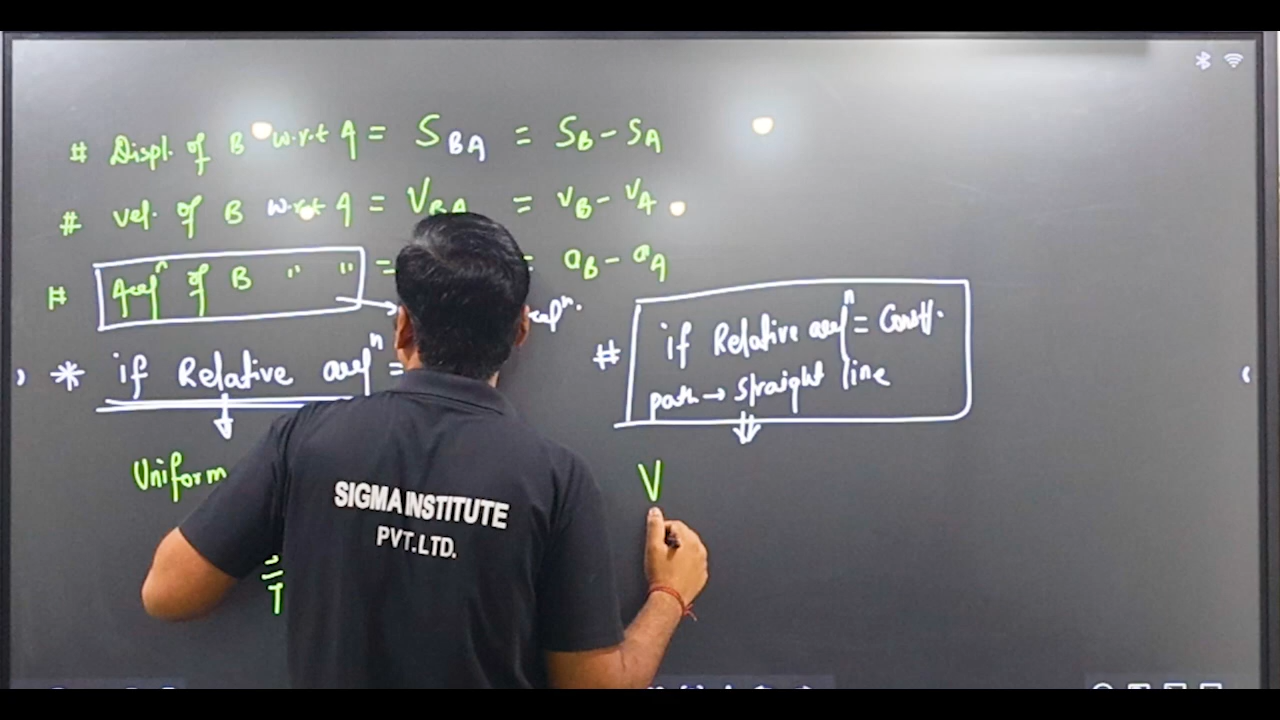 # Displ. of B w.r.t A = S_BA = S_B - S_A
# Vel. of B w.r.t A = V_BA = V_B - V_A
# Accⁿ of B " " = = a_B - a_A
* if Relative accⁿ =
Uniform
# if Relative accⁿ = Const.
path → straight line
V
SIGMA INSTITUTE
PVT.LTD.